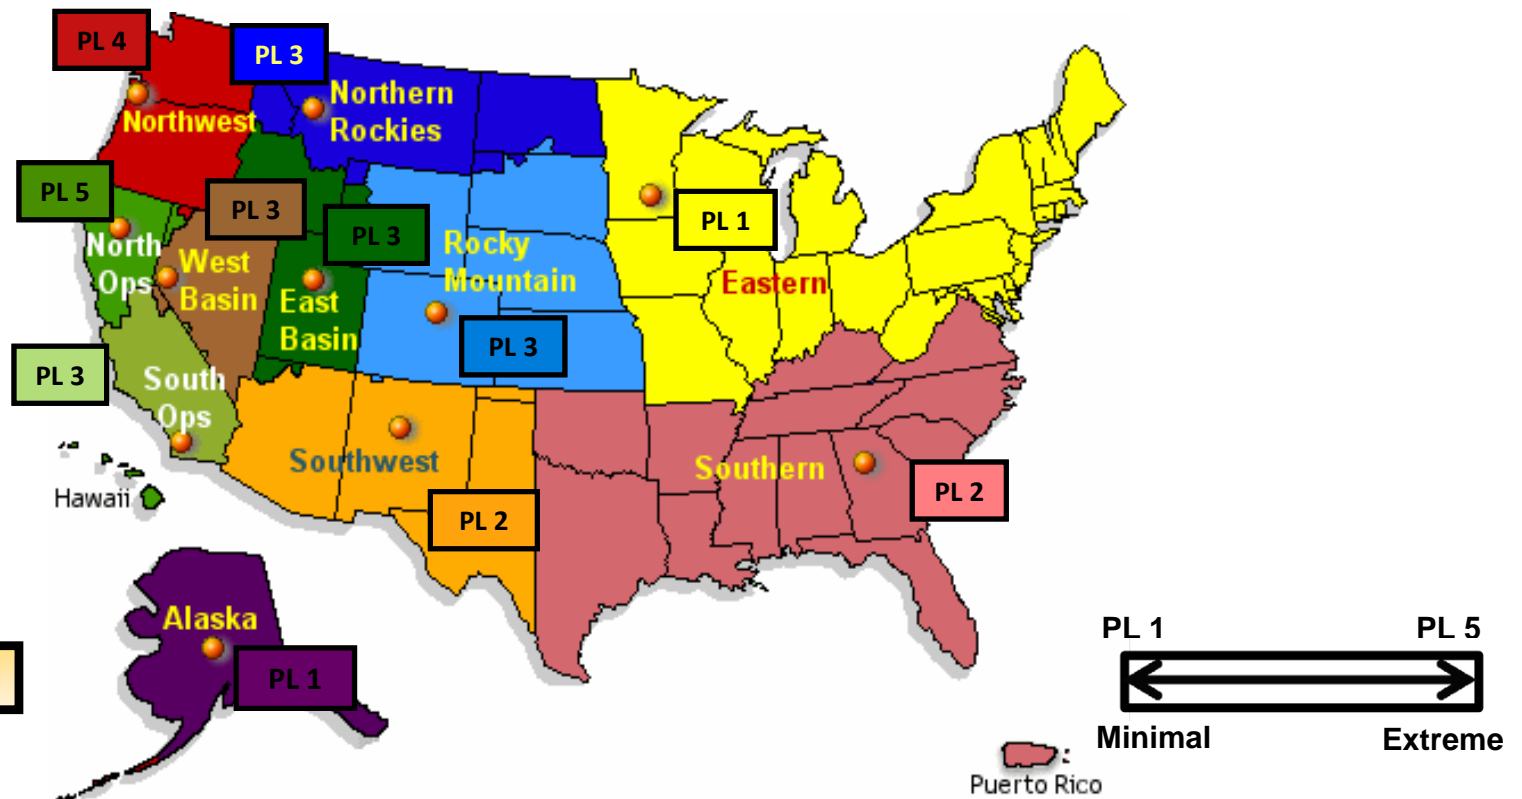 PL 4
PL 3
Northern
Rockies
Northwest
PL 5
PL 3
PL 3
PL 1
North
Ops
West
Basin
Rocky
Mountain
Eastern
East
Basin
PL 3
PL 3
South
Ops
Southwest
Southern
Hawaii
PL 2
PL 2
Alaska
PL 1
PL 1
PL 5
Minimal
Extreme
Puerto Rico